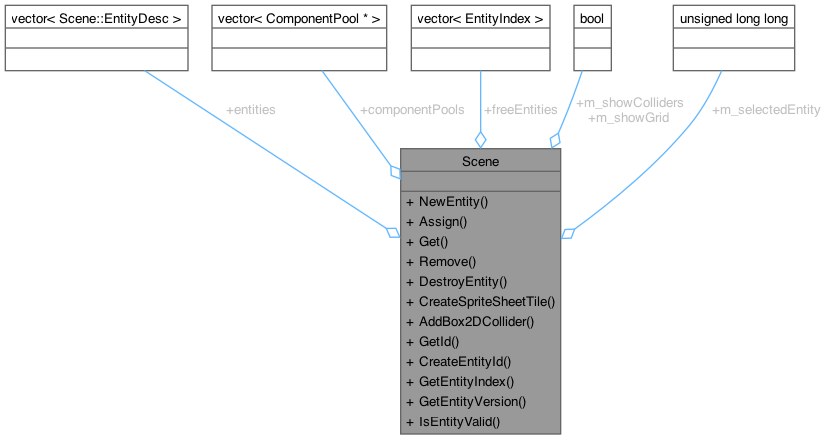 vector< Scene::EntityDesc >
vector< ComponentPool * >
vector< EntityIndex >
bool
unsigned long long
+entities
+componentPools
+freeEntities
+m_showColliders
+m_showGrid
+m_selectedEntity
Scene
+ NewEntity()
+ Assign()
+ Get()
+ Remove()
+ DestroyEntity()
+ CreateSpriteSheetTile()
+ AddBox2DCollider()
+ GetId()
+ CreateEntityId()
+ GetEntityIndex()
+ GetEntityVersion()
+ IsEntityValid()